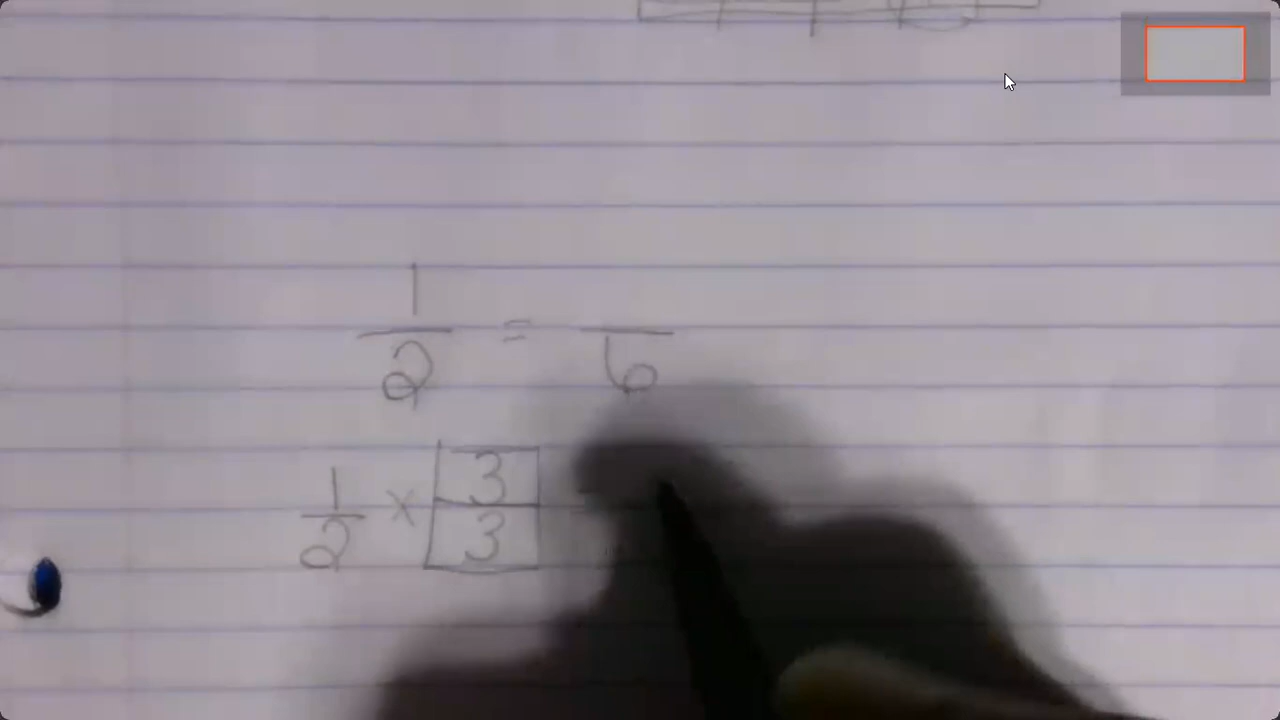 1/2 = /6
1/2 × 3/3 =